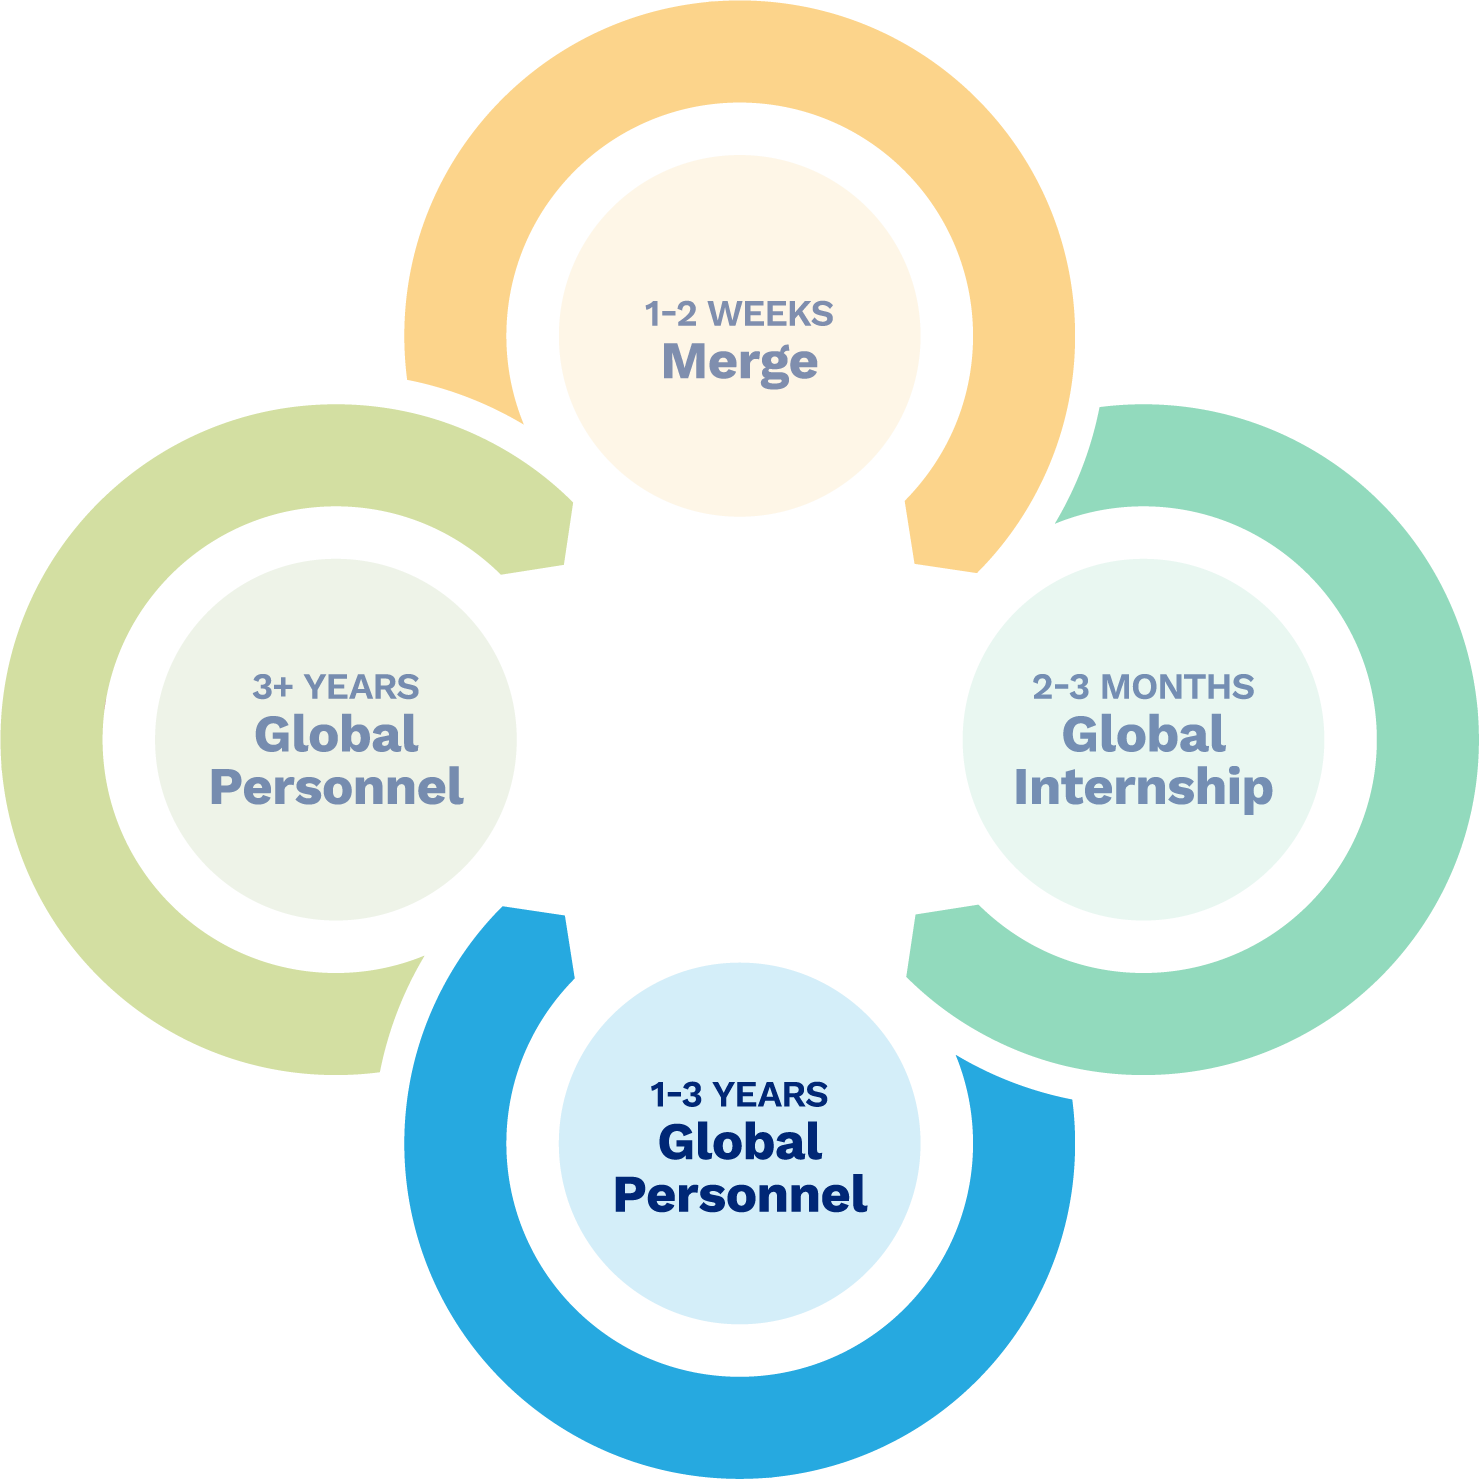 1-2 WEEKS
Merge
2-3 MONTHS
Global
Internship
1-3 YEARS
Global
Personnel
3+ YEARS
Global
Personnel